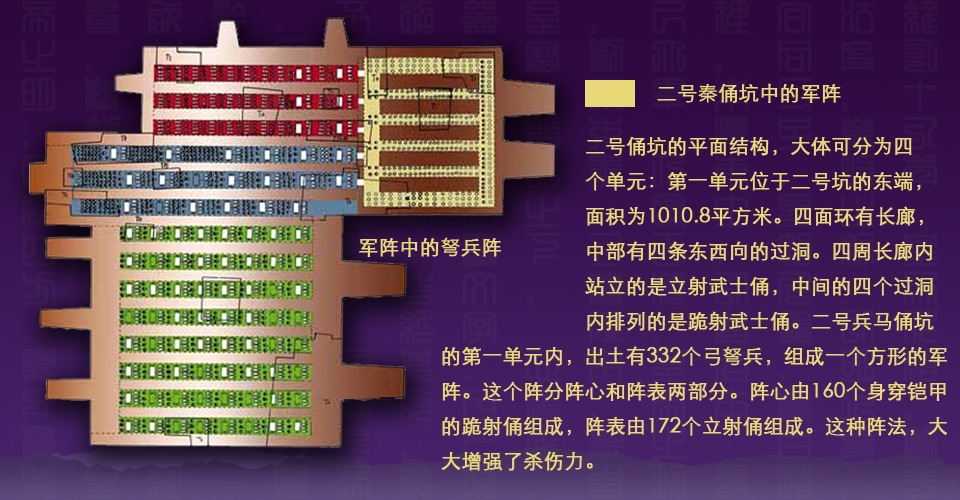 二号秦俑坑中的军阵
二号俑坑的平面结构，大体可分为四
个单元：第一单元位于二号坑的东端，
面积为1010.8平方米。四面环有长廊，
中部有四条东西向的过洞。四周长廊内
站立的是立射武士俑，中间的四个过洞
内排列的是跪射武士俑。二号兵马俑坑
的第一单元内，出土有332个弓弩兵，组成一个方形的军
阵。这个阵分阵心和阵表两部分。阵心由160个身穿铠甲
的跪射俑组成，阵表由172个立射俑组成。这种阵法，大
大增强了杀伤力。
军阵中的弩兵阵